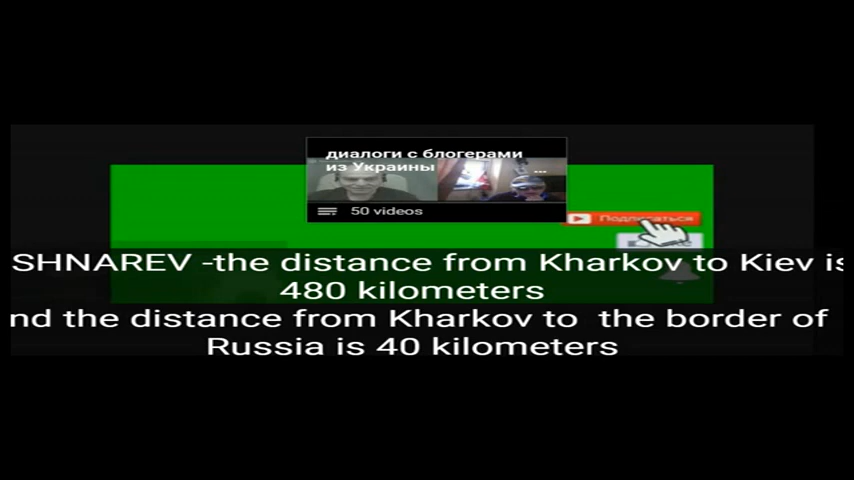 диалоги с блогерами
из Украины
...
50 videos
Подписаться
SHNAREV -the distance from Kharkov to Kiev is
480 kilometers
nd the distance from Kharkov to the border of
Russia is 40 kilometers